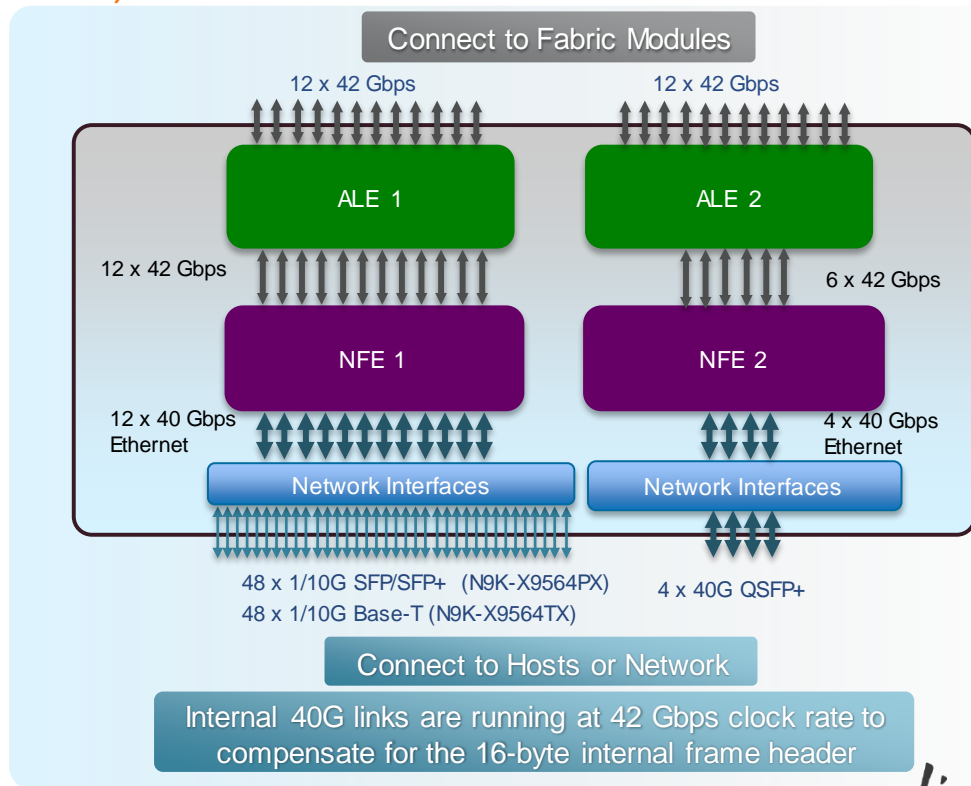 Connect to Fabric Modules
12 x 42 Gbps
12 x 42 Gbps
ALE 1
ALE 2
12 x 42 Gbps
6 x 42 Gbps
NFE 1
NFE 2
12 x 40 Gbps
Ethernet
4 x 40 Gbps
Ethernet
Network Interfaces
Network Interfaces
48 x 1/10G SFP/SFP+ (N9K-X9564PX)
48 x 1/10G Base-T (N9K-X9564TX)
4 x 40G QSFP+
Connect to Hosts or Network
Internal 40G links are running at 42 Gbps clock rate to
compensate for the 16-byte internal frame header